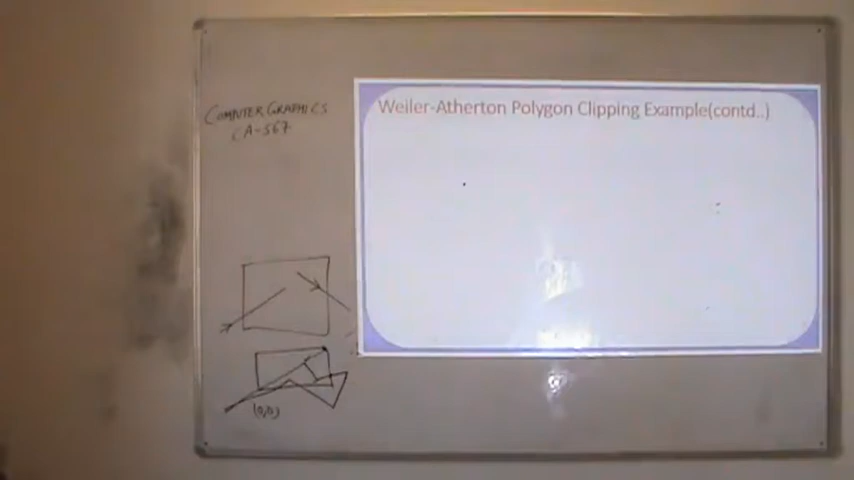 COMPUTER GRAPHICS
CA-567
Weiler-Atherton Polygon Clipping Example(contd..)
(0,0)